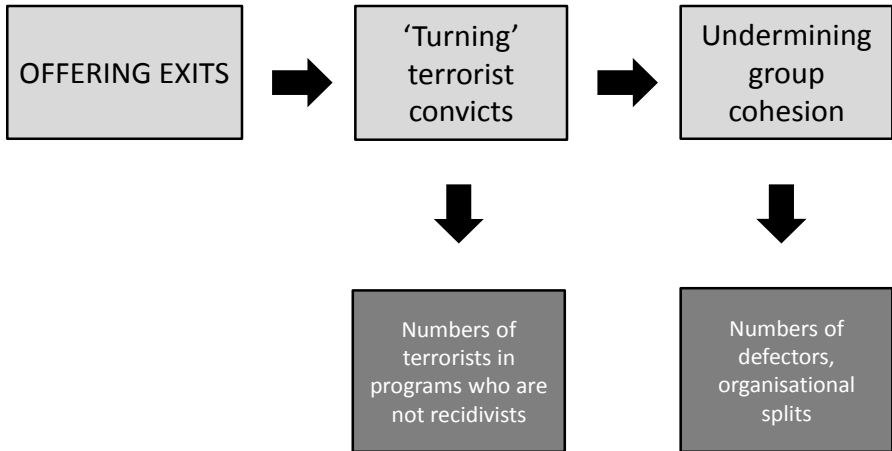 OFFERING EXITS
‘Turning’
terrorist
convicts
Undermining
group
cohesion
Numbers of
terrorists in
programs who are
not recidivists
Numbers of
defectors,
organisational
splits